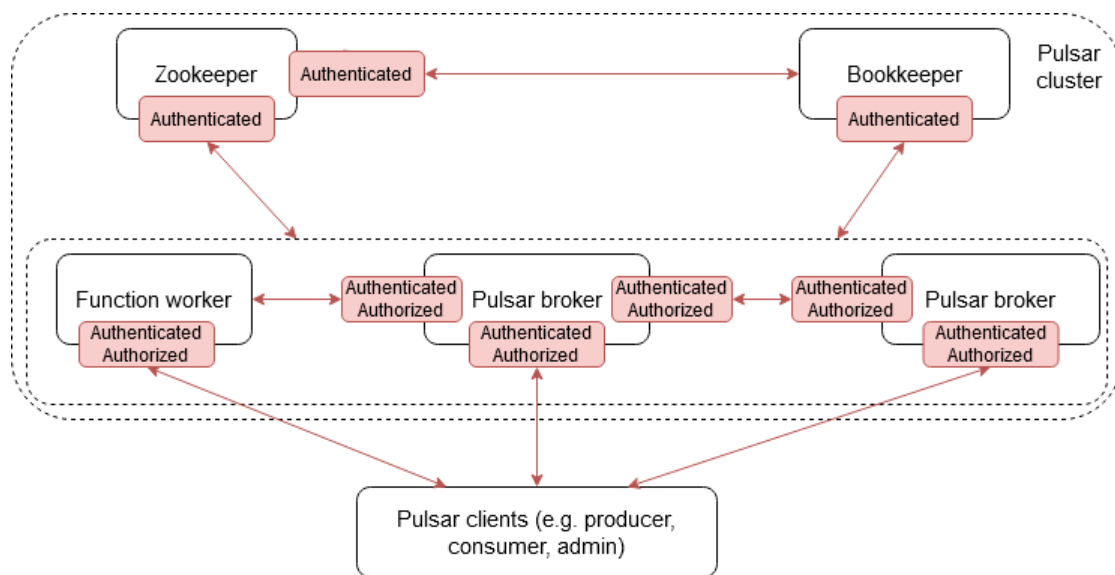 Zookeeper
Authenticated
Authenticated
Bookkeeper
Authenticated
Pulsar
cluster
Function worker
Authenticated
Authorized
Authenticated
Authorized
Pulsar broker
Authenticated
Authorized
Authenticated
Authorized
Authenticated
Authorized
Pulsar broker
Authenticated
Authorized
Pulsar clients (e.g. producer,
consumer, admin)